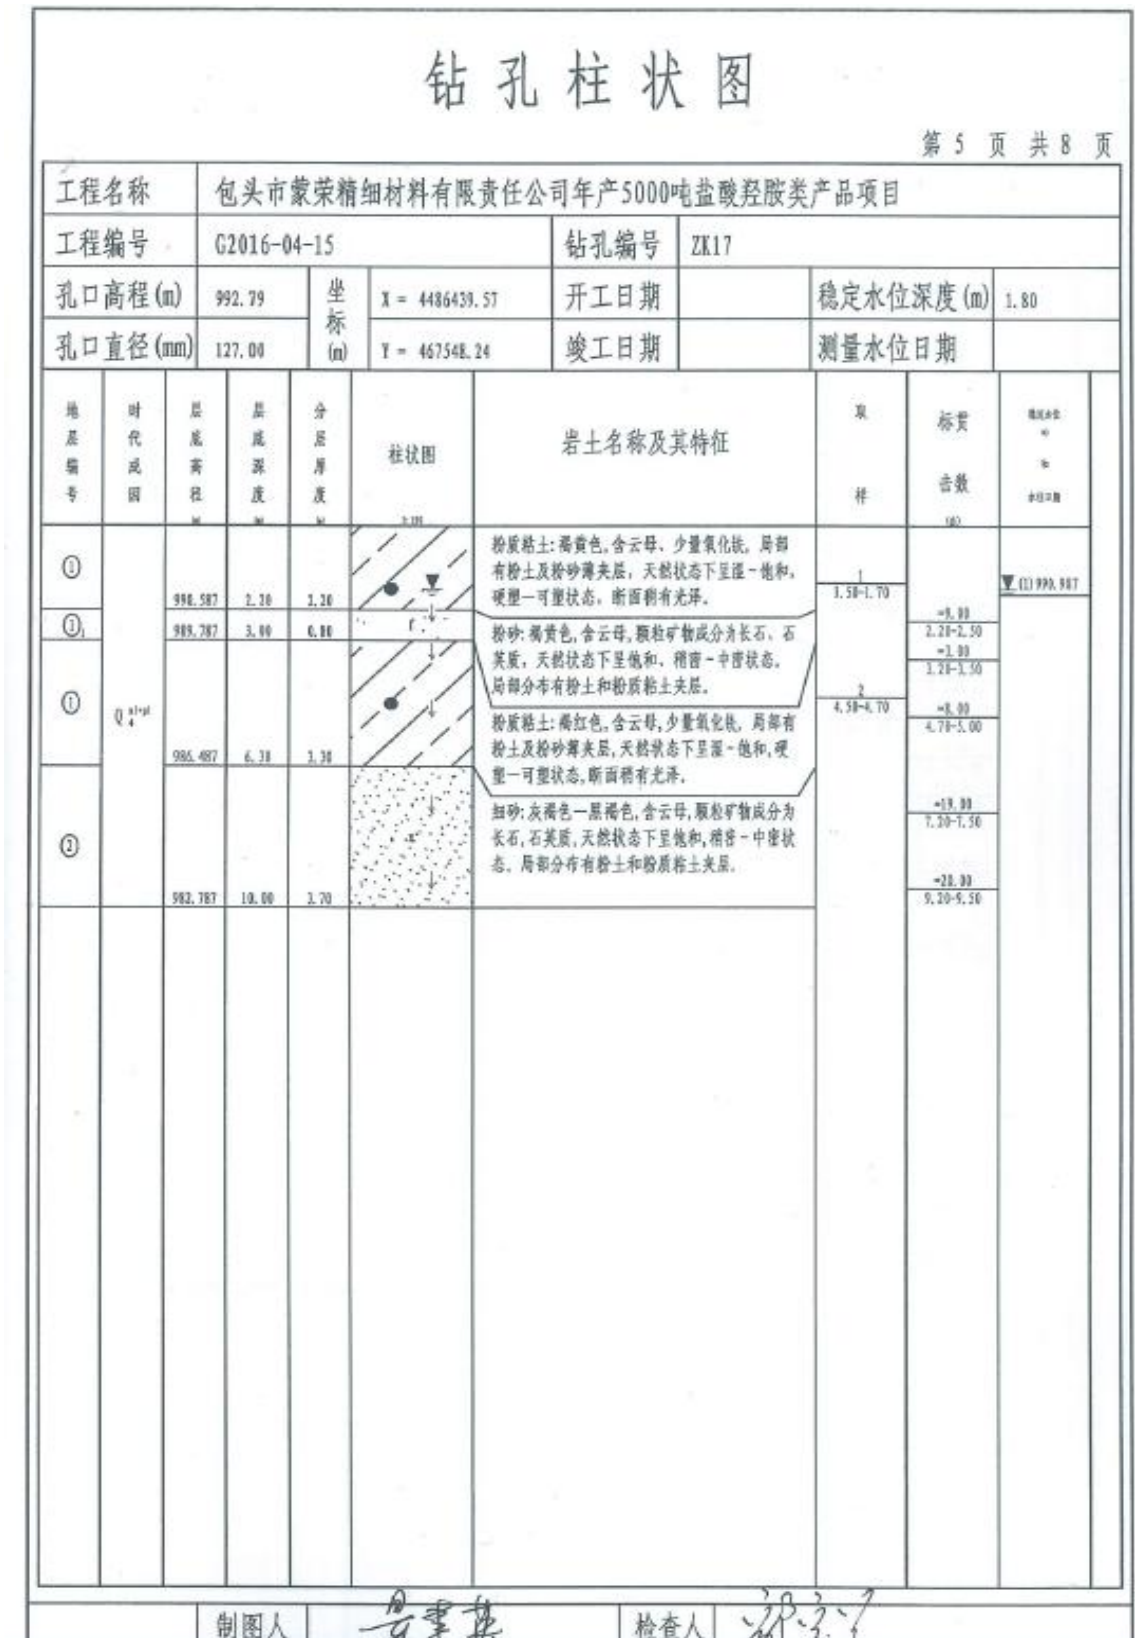 钻孔柱状图
第 5 页 共 8 页
工程名称 包头市蒙荣精细材料有限责任公司年产5000吨盐酸羟胺类产品项目
工程编号 G2016-04-15 钻孔编号 ZK17
孔口高程(m) 992.79 坐标(m) X = 4486439.57 开工日期 稳定水位深度(m) 1.80
孔口直径(mm) 127.00 Y = 467548.24 竣工日期 测量水位日期
地层编号 时代成因 层底高程 层底深度 分层厚度 柱状图 岩土名称及其特征 取样 标贯击数
粉质粘土:褐黄色,含云母、少量氧化铁。局部
有粉土及粉砂薄夹层。天然状态下呈湿-饱和,
硬塑—可塑状态。断面稍有光泽。
① 990.587 2.20 2.20
1
1.50-1.70
(1) 990.987
粉砂:褐黄色,含云母,颗粒矿物成分为长石、石
英质。天然状态下呈饱和、稍密-中密状态。
局部分布有粉土和粉质粘土夹层。
989.787 3.00 0.80
=9.00
2.20-2.50
=3.00
3.20-3.50
粉质粘土:褐红色,含云母,少量氧化铁。局部有
粉土及粉砂薄夹层,天然状态下呈湿-饱和,硬
塑—可塑状态,断面稍有光泽。
① Q 4 al+pl 986.487 6.30 3.30
2
4.50-4.70
=8.00
4.70-5.00
细砂:灰褐色—黑褐色,含云母,颗粒矿物成分为
长石,石英质,天然状态下呈饱和,稍密-中密状
态。局部分布有粉土和粉质粘土夹层。
② 982.787 10.00 3.70
=19.00
7.20-7.50
=20.00
9.20-9.50
制图人 检查人